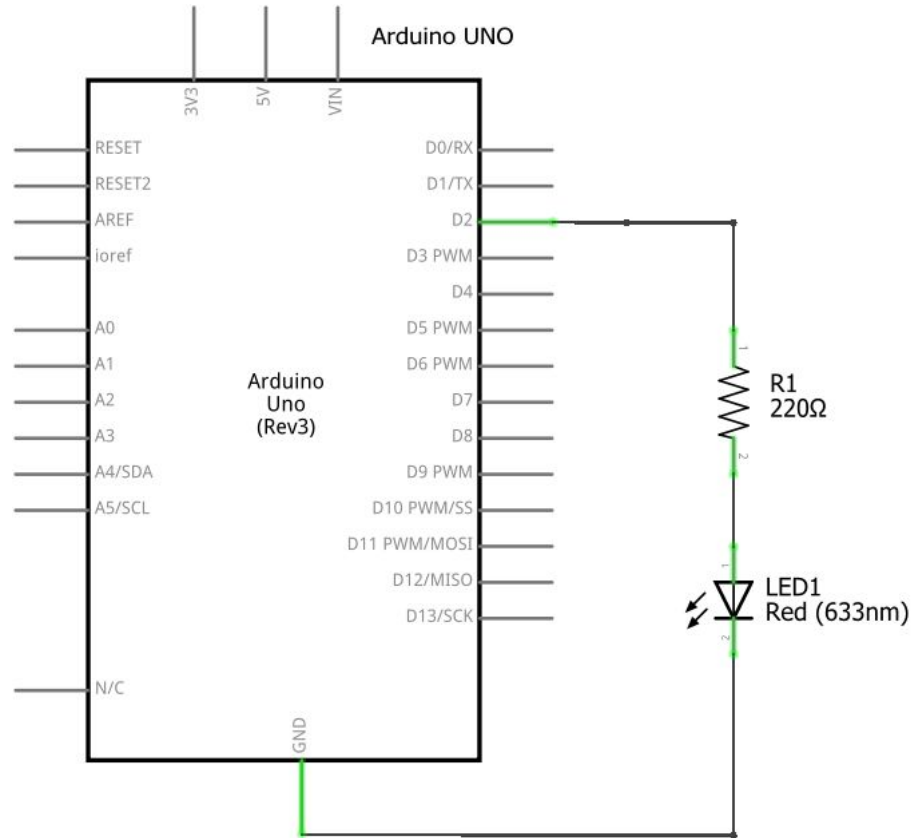 Arduino UNO
3V3
5V
VIN
RESET
RESET2
AREF
ioref
A0
A1
A2
A3
A4/SDA
A5/SCL
N/C
Arduino
Uno
(Rev3)
D0/RX
D1/TX
D2
D3 PWM
D4
D5 PWM
D6 PWM
D7
D8
D9 PWM
D10 PWM/SS
D11 PWM/MOSI
D12/MISO
D13/SCK
GND
1
R1
220Ω
2
1
LED1
Red (633nm)
2